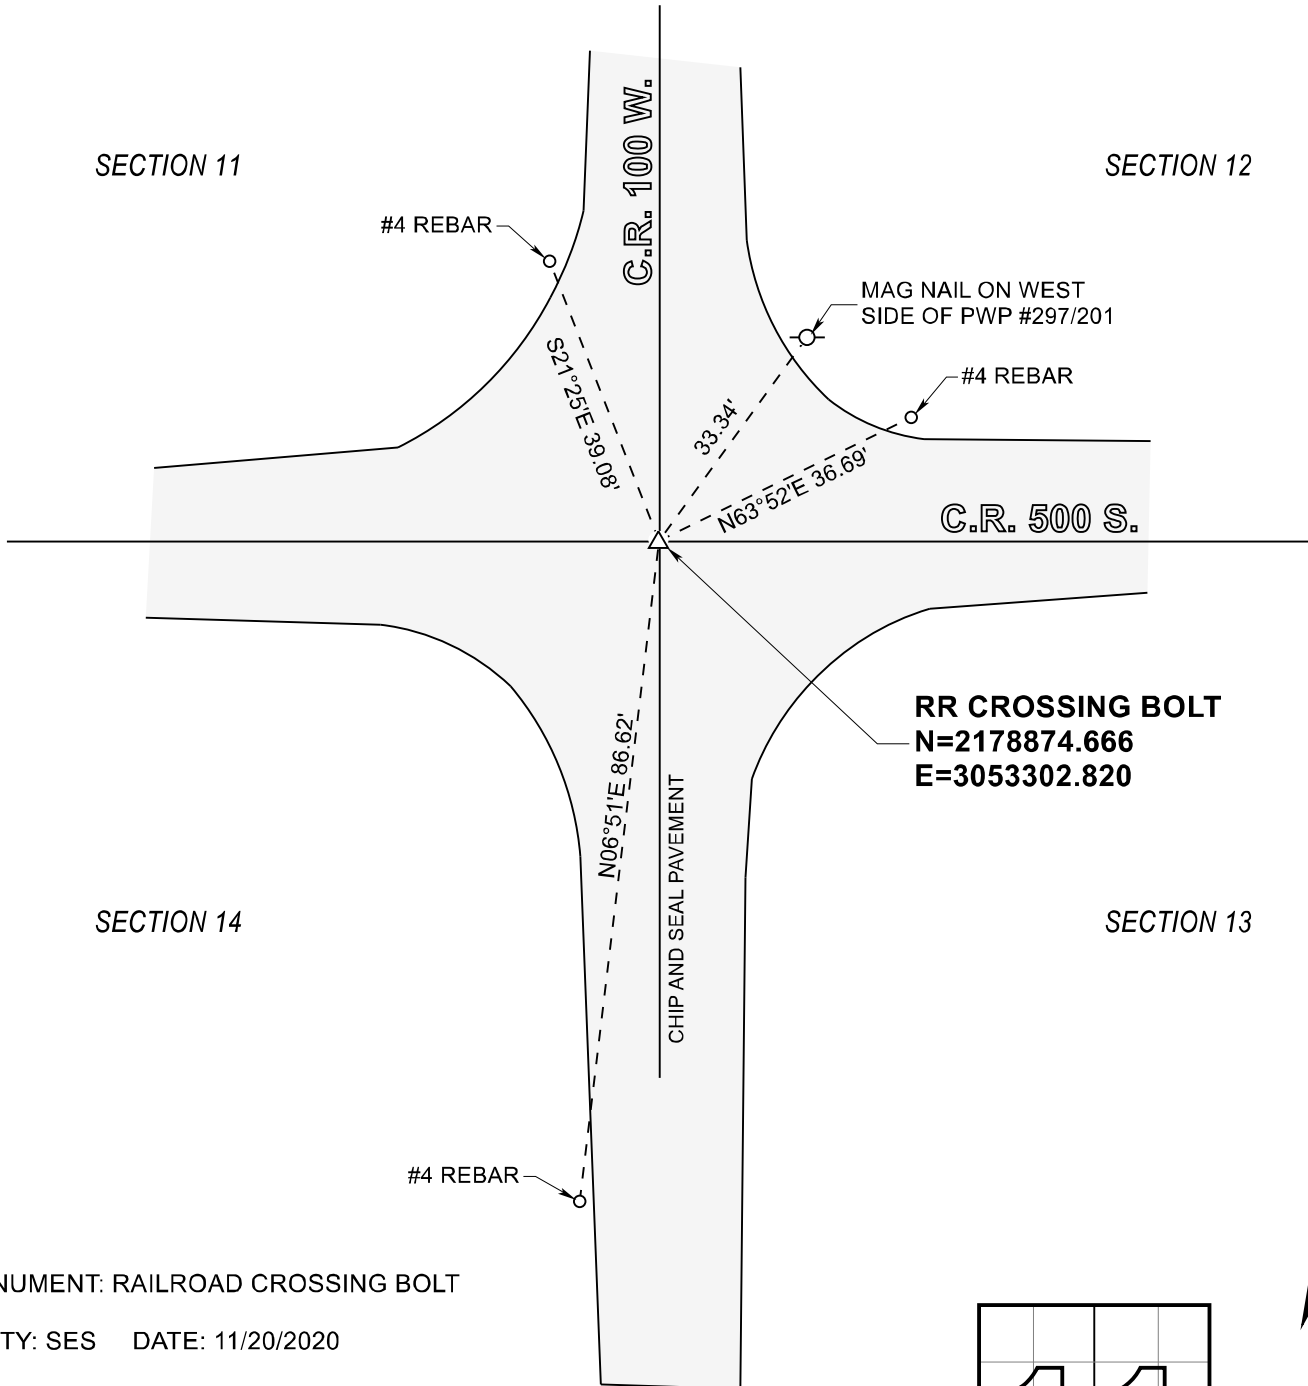 SECTION 11
C.R. 100 W.
SECTION 12
#4 REBAR
MAG NAIL ON WEST
SIDE OF PWP #297/201
#4 REBAR
S21°25'E 39.08'
33.34'
N63°52'E 36.69'
C.R. 500 S.
RR CROSSING BOLT
N=2178874.666
E=3053302.820
N06°51'E 86.62'
CHIP AND SEAL PAVEMENT
SECTION 14
SECTION 13
#4 REBAR
NUMENT: RAILROAD CROSSING BOLT
TY: SES DATE: 11/20/2020